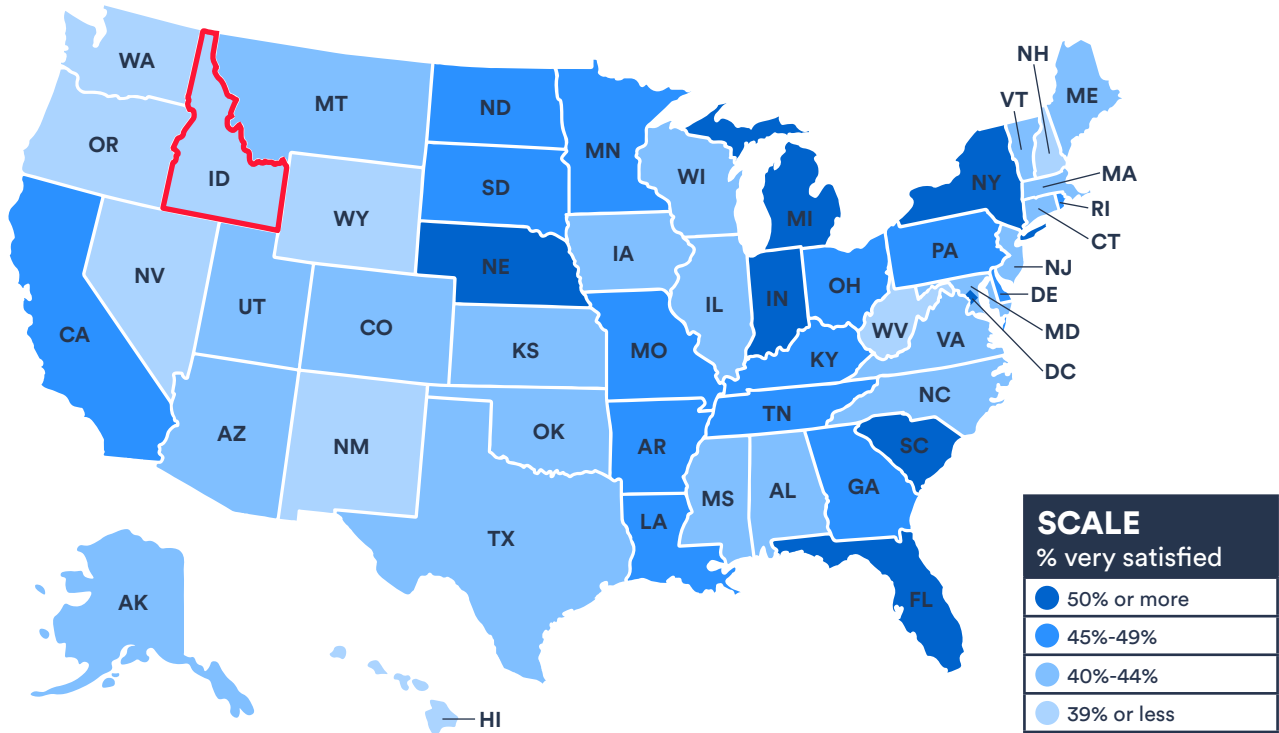 WA
OR
ID
MT
WY
NV
UT
CA
CO
AZ
NM
ND
SD
NE
KS
OK
TX
MN
IA
MO
AR
LA
WI
IL
MI
IN
OH
KY
TN
MS
AL
GA
FL
SC
NC
VA
WV
PA
NY
VT
NH
ME
MA
RI
CT
NJ
DE
MD
DC
AK
HI
SCALE
% very satisfied
50% or more
45%-49%
40%-44%
39% or less